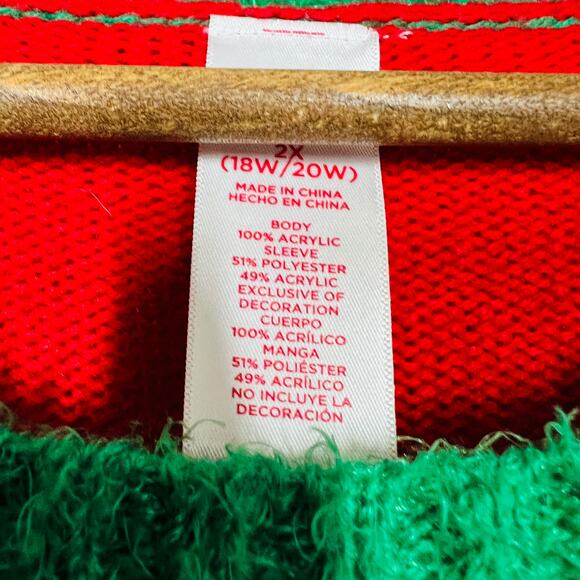 2X
(18W/20W)
MADE IN CHINA
HECHO EN CHINA
BODY
100% ACRYLIC
SLEEVE
51% POLYESTER
49% ACRYLIC
EXCLUSIVE OF
DECORATION
CUERPO
100% ACRÍLICO
MANGA
51% POLIÉSTER
49% ACRÍLICO
NO INCLUYE LA
DECORACIÓN